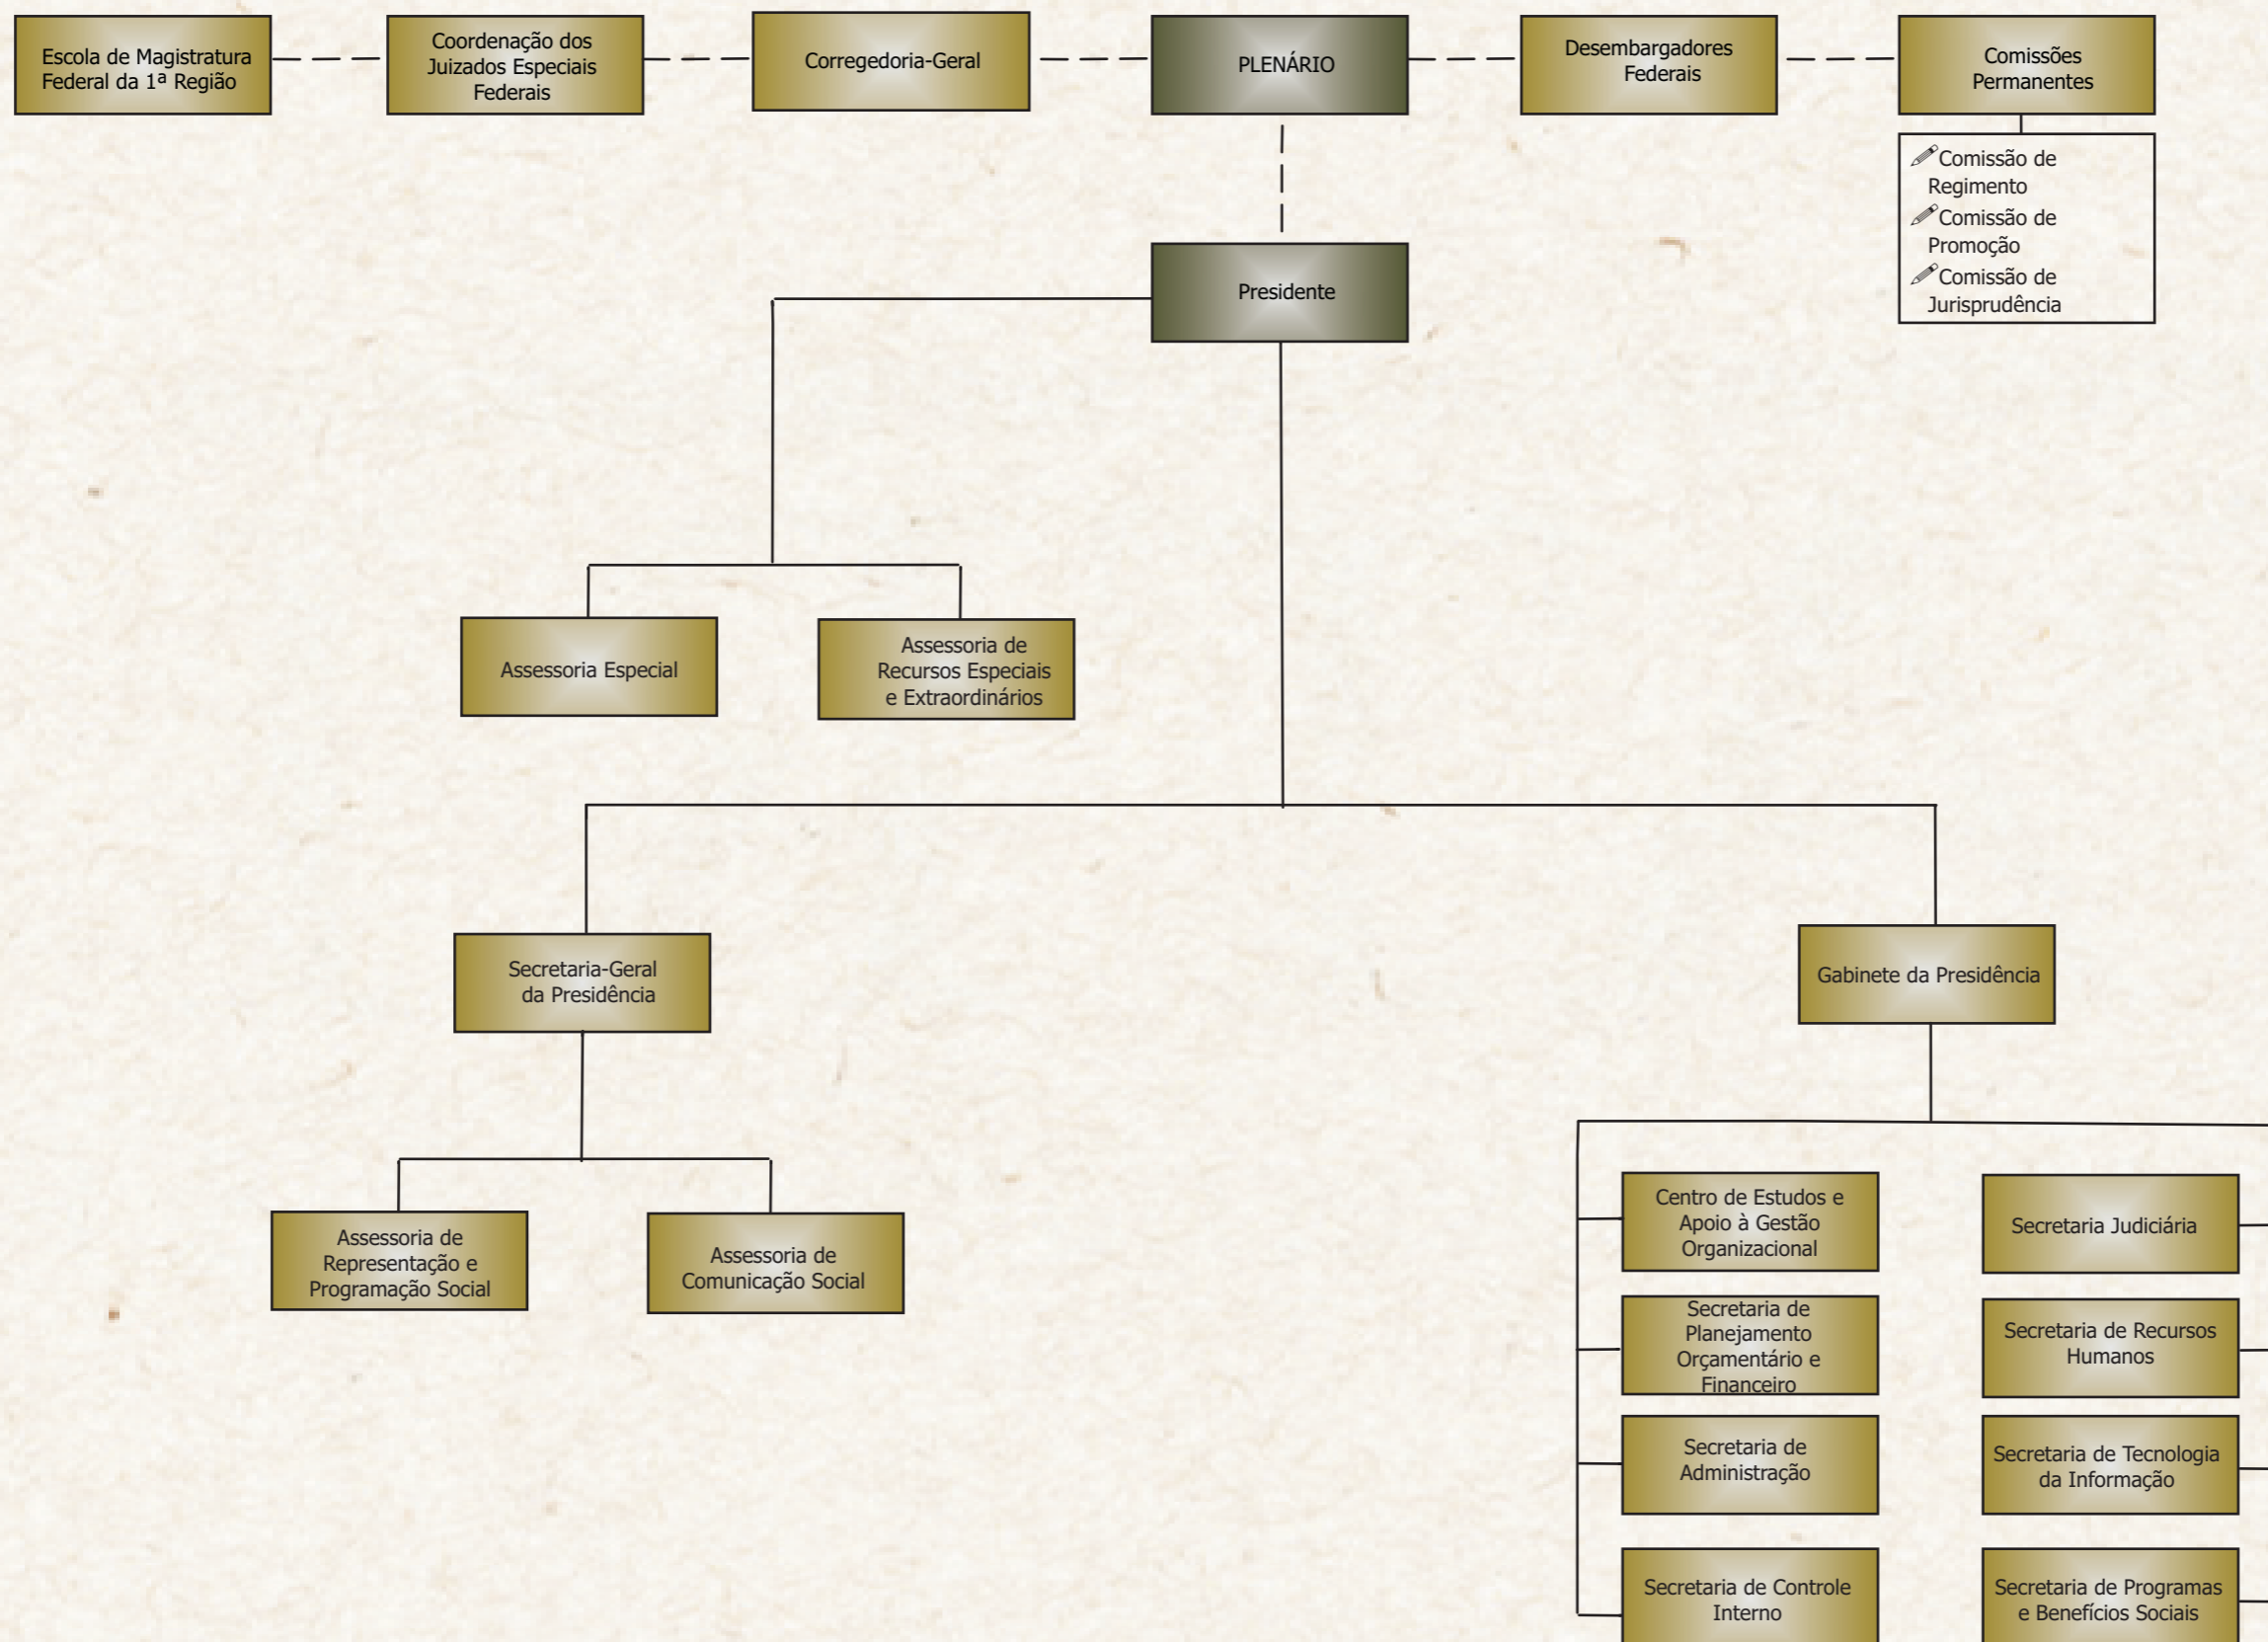 Escola de Magistratura
Federal da 1ª Região
Coordenação dos
Juizados Especiais
Federais
Corregedoria-Geral
PLENÁRIO
Desembargadores
Federais
Comissões
Permanentes
Comissão de
Regimento
Comissão de
Promoção
Comissão de
Jurisprudência
Presidente
Assessoria Especial
Assessoria de
Recursos Especiais
e Extraordinários
Secretaria-Geral
da Presidência
Gabinete da Presidência
Assessoria de
Representação e
Programação Social
Assessoria de
Comunicação Social
Centro de Estudos e
Apoio à Gestão
Organizacional
Secretaria Judiciária
Secretaria de
Planejamento
Orçamentário e
Financeiro
Secretaria de Recursos
Humanos
Secretaria de
Administração
Secretaria de Tecnologia
da Informação
Secretaria de Controle
Interno
Secretaria de Programas
e Benefícios Sociais